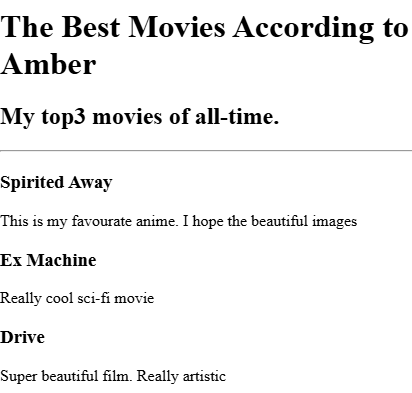 The Best Movies According to
Amber
My top3 movies of all-time.
Spirited Away
This is my favourate anime. I hope the beautiful images
Ex Machine
Really cool sci-fi movie
Drive
Super beautiful film. Really artistic